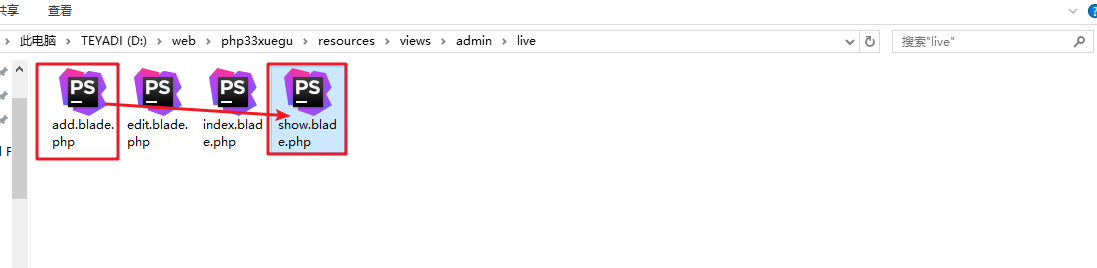 共享 查看
此电脑 > TEYADI (D:) > web > php33xuegu > resources > views > admin > live
搜索"live"
PS PS PS PS
add.blade.php
edit.blade.php
index.blade.php
show.blade.php